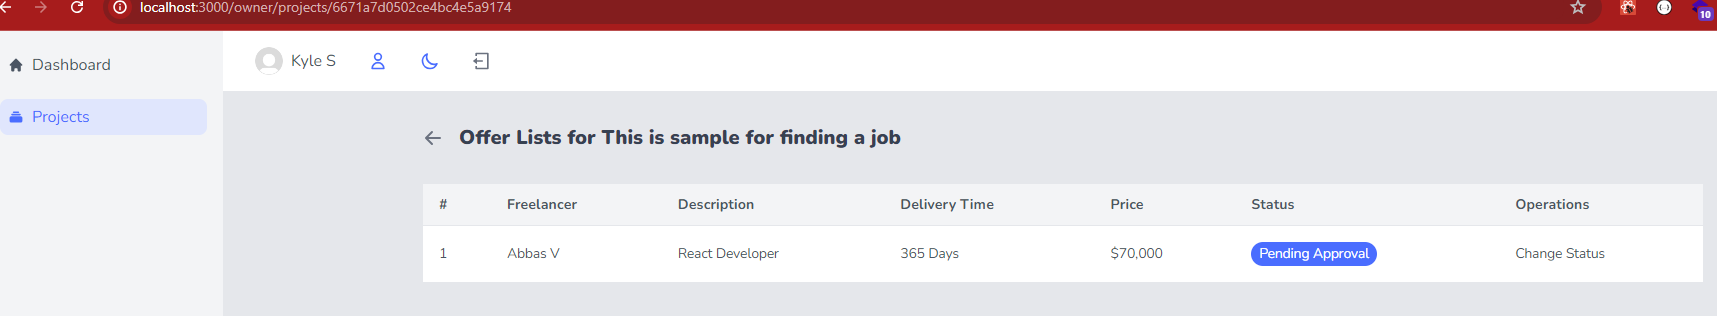 localhost:3000/owner/projects/6671a7d0502ce4bc4e5a9174
10
Dashboard
Kyle S
Projects
Offer Lists for This is sample for finding a job
# Freelancer Description Delivery Time Price Status Operations
1 Abbas V React Developer 365 Days $70,000 Pending Approval Change Status